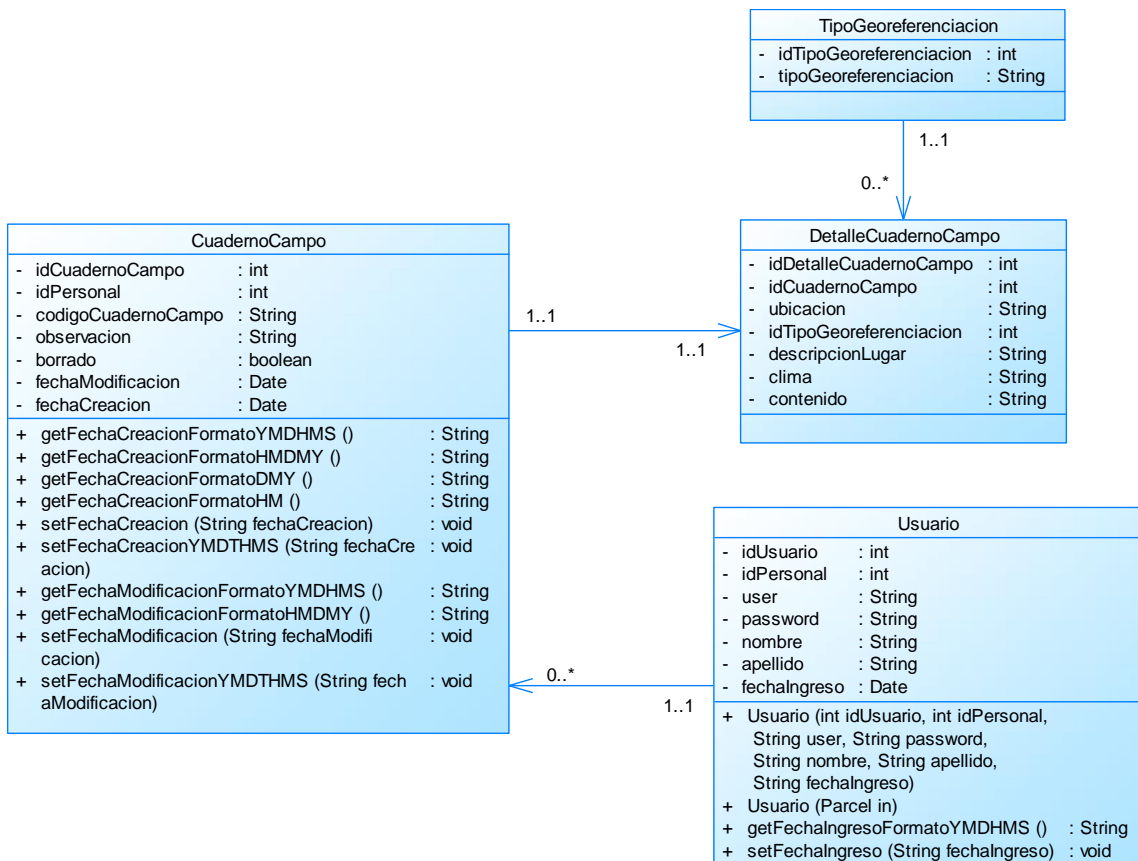 TipoGeoreferenciacion
- idTipoGeoreferenciacion : int
- tipoGeoreferenciacion : String
1..1
0..*
CuadernoCampo
- idCuadernoCampo : int
- idPersonal : int
- codigoCuadernoCampo : String
- observacion : String
- borrado : boolean
- fechaModificacion : Date
- fechaCreacion : Date
+ getFechaCreacionFormatoYMDHMS () : String
+ getFechaCreacionFormatoHMDMY () : String
+ getFechaCreacionFormatoDMY () : String
+ getFechaCreacionFormatoHM () : String
+ setFechaCreacion (String fechaCreacion) : void
+ setFechaCreacionYMDTHMS (String fechaCre : void
acion)
+ getFechaModificacionFormatoYMDHMS () : String
+ getFechaModificacionFormatoHMDMY () : String
+ setFechaModificacion (String fechaModifi : void
cacion)
+ setFechaModificacionYMDTHMS (String fech : void
aModificacion)
1..1
1..1
DetalleCuadernoCampo
- idDetalleCuadernoCampo : int
- idCuadernoCampo : int
- ubicacion : String
- idTipoGeoreferenciacion : int
- descripcionLugar : String
- clima : String
- contenido : String
0..*
1..1
Usuario
- idUsuario : int
- idPersonal : int
- user : String
- password : String
- nombre : String
- apellido : String
- fechaIngreso : Date
+ Usuario (int idUsuario, int idPersonal,
String user, String password,
String nombre, String apellido,
String fechaIngreso)
+ Usuario (Parcel in)
+ getFechaIngresoFormatoYMDHMS () : String
+ setFechaIngreso (String fechaIngreso) : void